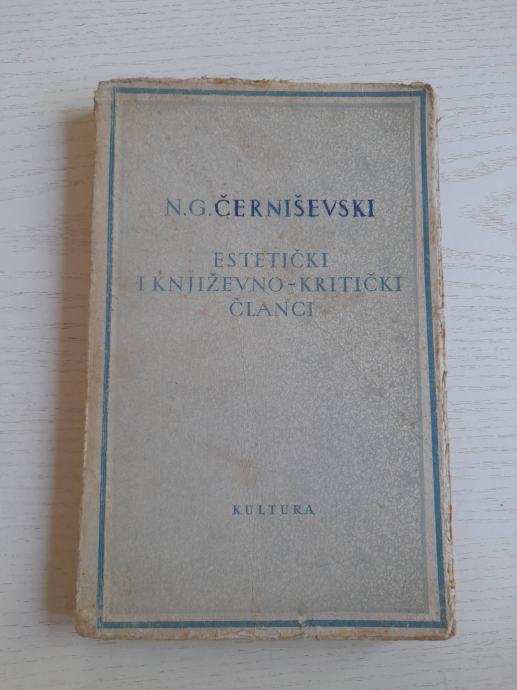 N.G.ČERNIŠEVSKI
ESTETIČKI
I KNJIŽEVNO-KRITIČKI
ČLANCI
KULTURA